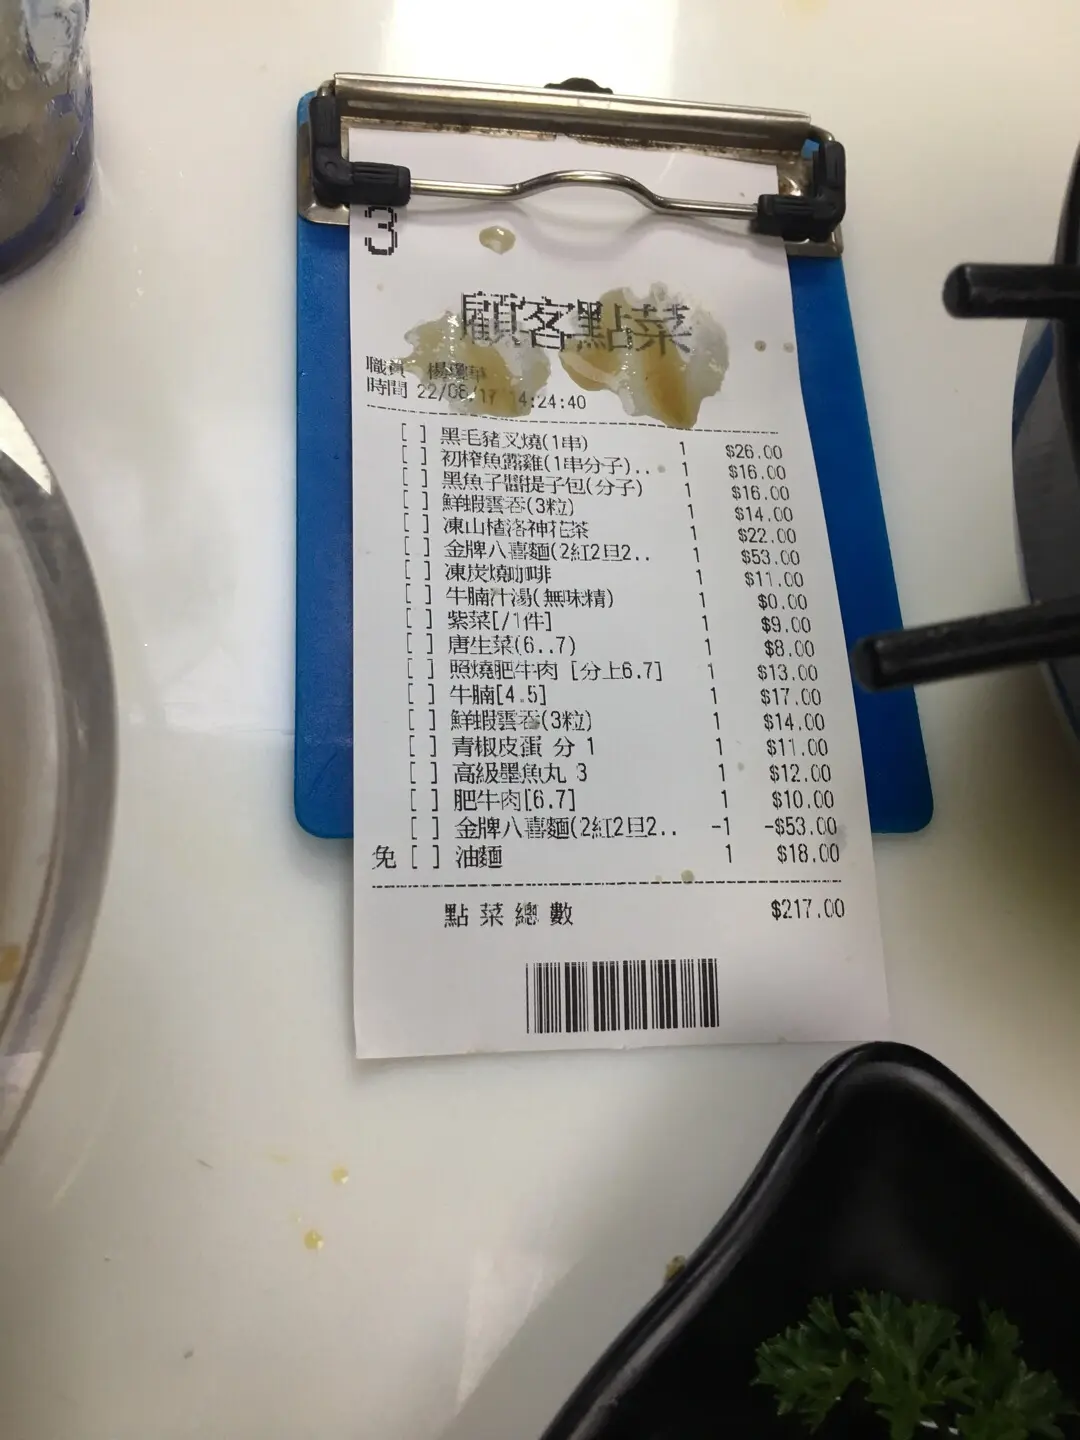 3
顧客點菜
職員
時間 22/08/17 14:24:40
[ ] 黑毛豬叉燒(1串) 1 $26.00
[ ] 初榨魚露雞(1串分子).. 1 $16.00
[ ] 黑魚子醬提子包(分子) 1 $16.00
[ ] 鮮蝦雲吞(3粒) 1 $14.00
[ ] 凍山楂洛神花茶 1 $22.00
[ ] 金牌八喜麵(2紅2旦2.. 1 $53.00
[ ] 凍炭燒咖啡 1 $11.00
[ ] 牛腩汁湯(無味精) 1 $0.00
[ ] 紫菜[/1件] 1 $9.00
[ ] 唐生菜(6..7) 1 $8.00
[ ] 照燒肥牛肉 [分上6.7] 1 $13.00
[ ] 牛腩[4.5] 1 $17.00
[ ] 鮮蝦雲吞(3粒) 1 $14.00
[ ] 青椒皮蛋 分 1 1 $11.00
[ ] 高級墨魚丸 3 1 $12.00
[ ] 肥牛肉[6.7] 1 $10.00
[ ] 金牌八喜麵(2紅2旦2.. -1 -$53.00
免 [ ] 油麵 1 $18.00
點菜總數 $217.00